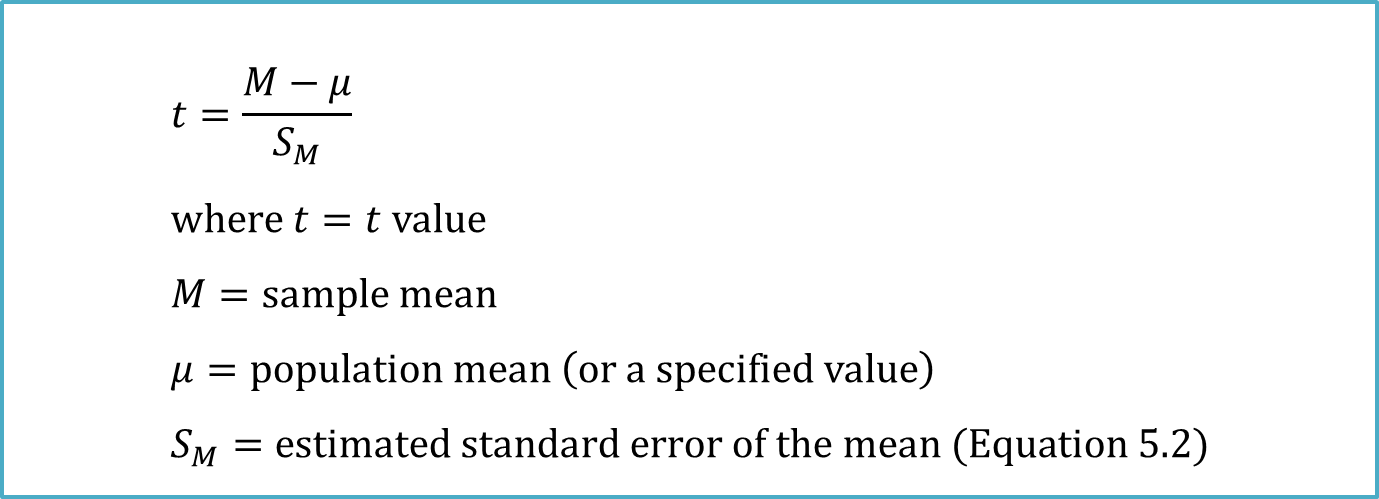 t = M − μ / S_M
where t = t value
M = sample mean
μ = population mean (or a specified value)
S_M = estimated standard error of the mean (Equation 5.2)